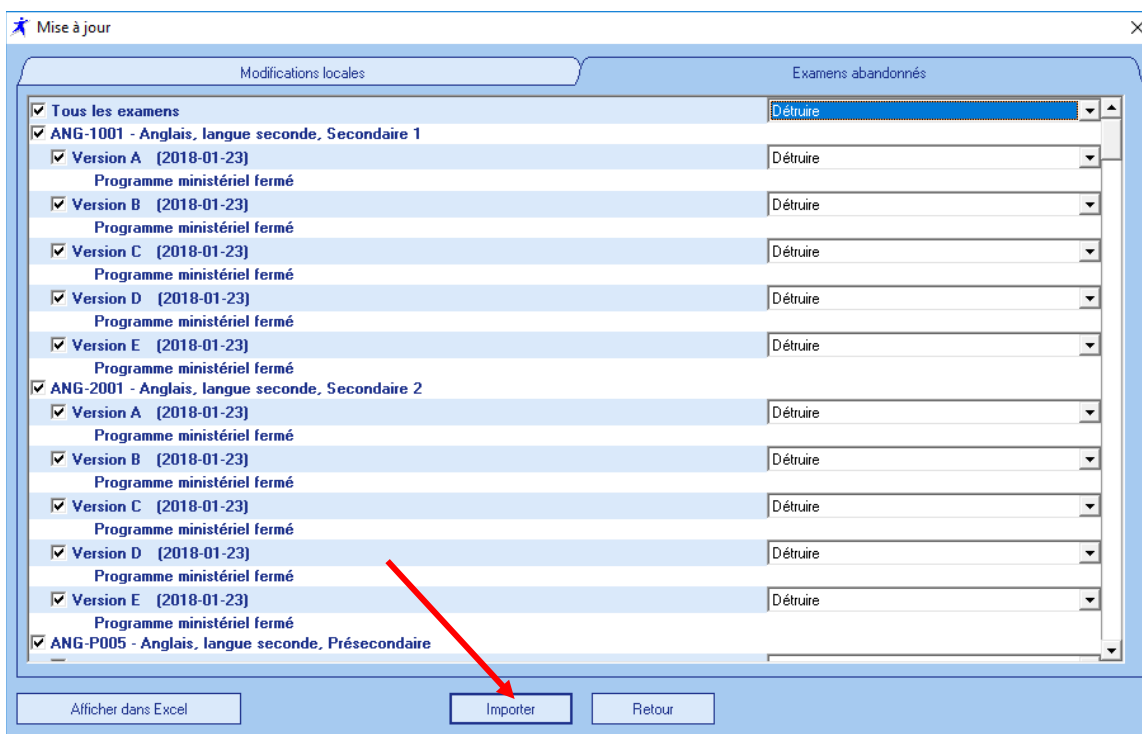 Mise à jour
Modifications locales Examens abandonnés
Tous les examens Détruire
ANG-1001 - Anglais, langue seconde, Secondaire 1
Version A (2018-01-23) Détruire
Programme ministériel fermé
Version B (2018-01-23) Détruire
Programme ministériel fermé
Version C (2018-01-23) Détruire
Programme ministériel fermé
Version D (2018-01-23) Détruire
Programme ministériel fermé
Version E (2018-01-23) Détruire
Programme ministériel fermé
ANG-2001 - Anglais, langue seconde, Secondaire 2
Version A (2018-01-23) Détruire
Programme ministériel fermé
Version B (2018-01-23) Détruire
Programme ministériel fermé
Version C (2018-01-23) Détruire
Programme ministériel fermé
Version D (2018-01-23) Détruire
Programme ministériel fermé
Version E (2018-01-23) Détruire
Programme ministériel fermé
ANG-P005 - Anglais, langue seconde, Présecondaire
Afficher dans Excel Importer Retour